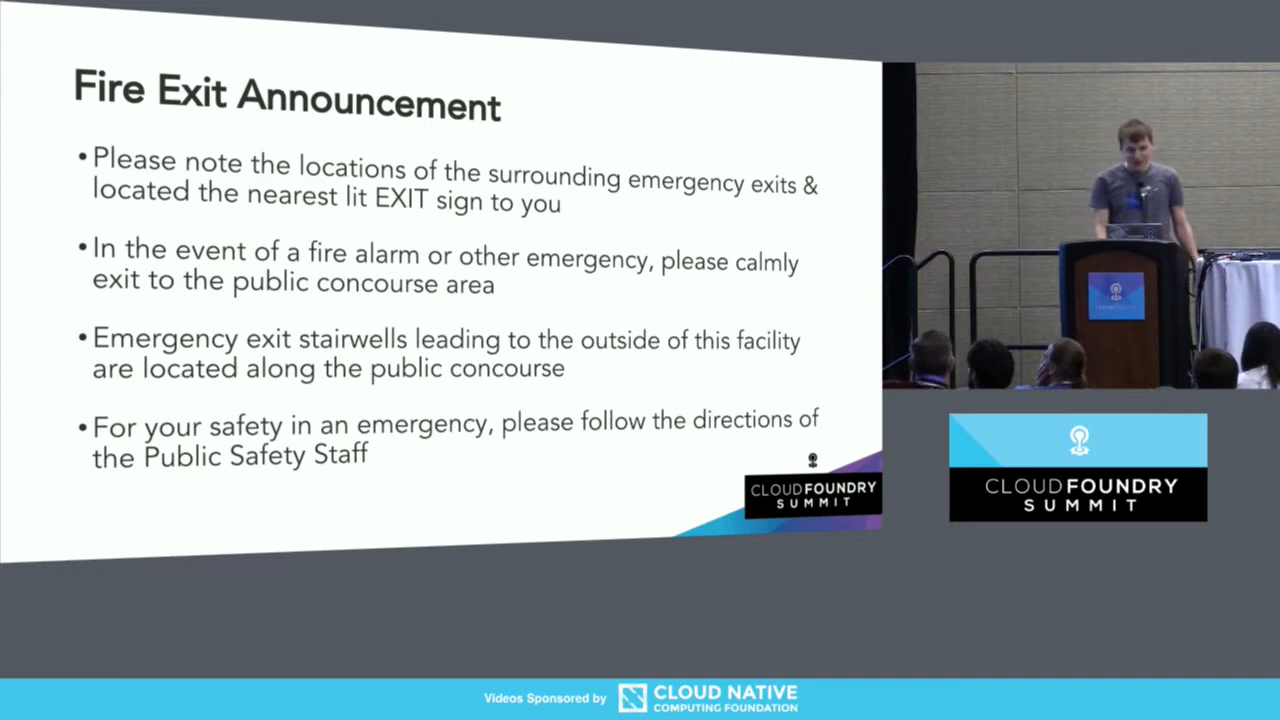 Fire Exit Announcement
•Please note the locations of the surrounding emergency exits &
located the nearest lit EXIT sign to you
•In the event of a fire alarm or other emergency, please calmly
exit to the public concourse area
•Emergency exit stairwells leading to the outside of this facility
are located along the public concourse
•For your safety in an emergency, please follow the directions of
the Public Safety Staff
CLOUDFOUNDRY
SUMMIT
CLOUDFOUNDRY
SUMMIT
Videos Sponsored by
CLOUD NATIVE
COMPUTING FOUNDATION